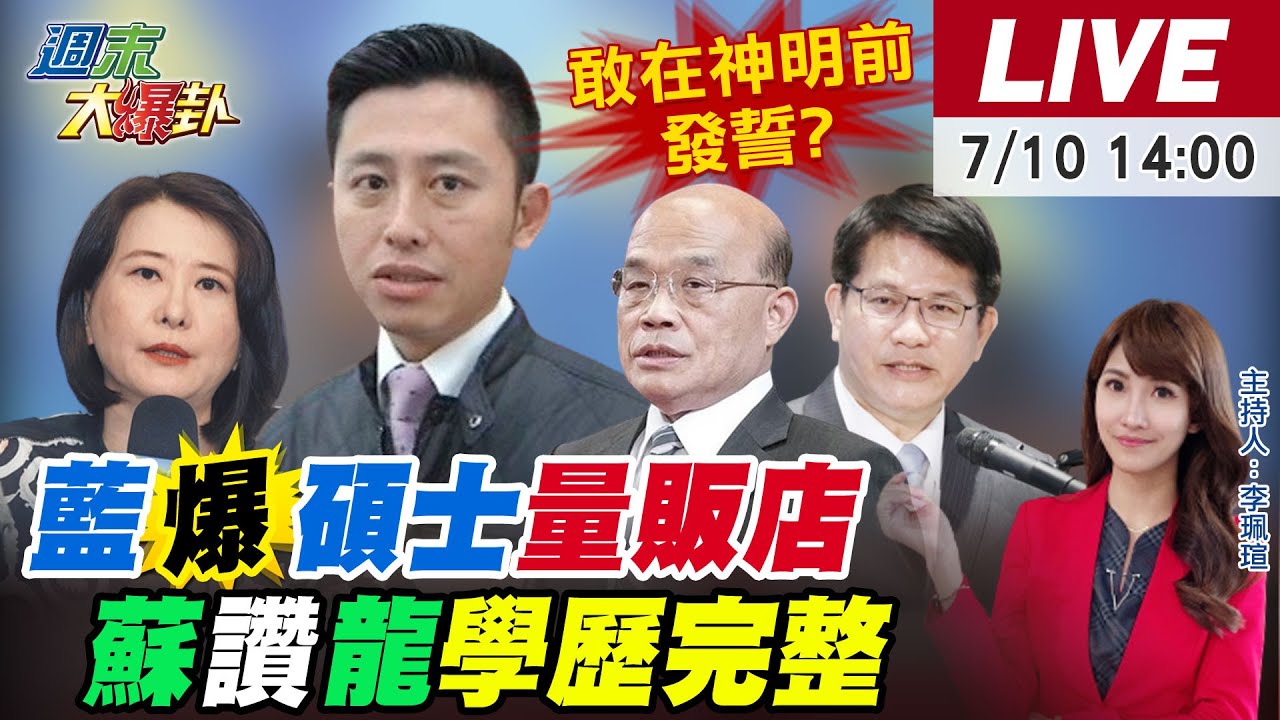 週末
大爆卦
敢在神明前
發誓?
LIVE
7/10 14:00
主持人:李珮瑄
藍爆碩士量販店
蘇讚龍學歷完整